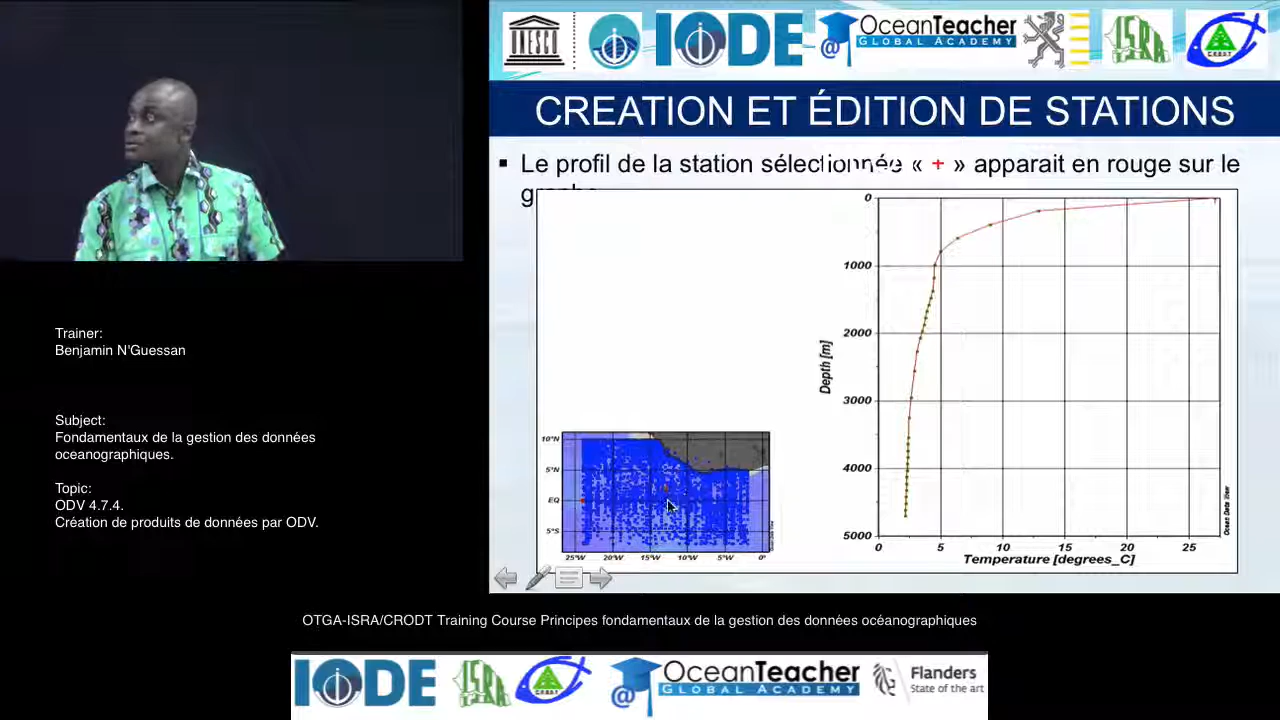 UNESCO
IODE
OceanTeacher
@ GLOBAL ACADEMY
ISRA
C.R.O.D.T
CREATION ET ÉDITION DE STATIONS
▪ Le profil de la station sélectionnée « + » apparait en rouge sur le
graphe
0
1000
2000
3000
4000
5000
Depth [m]
0 5 10 15 20 25
Temperature [degrees_C]
Ocean Data View
10°N
5°N
EQ
5°S
25°W 20°W 15°W 10°W 5°W 0°
Trainer:
Benjamin N'Guessan
Subject:
Fondamentaux de la gestion des données
oceanographiques.
Topic:
ODV 4.7.4.
Création de produits de données par ODV.
OTGA-ISRA/CRODT Training Course Principes fondamentaux de la gestion des données océanographiques
IODE
ISRA
C.R.O.D.T
OceanTeacher
@ GLOBAL ACADEMY
Flanders
State of the art